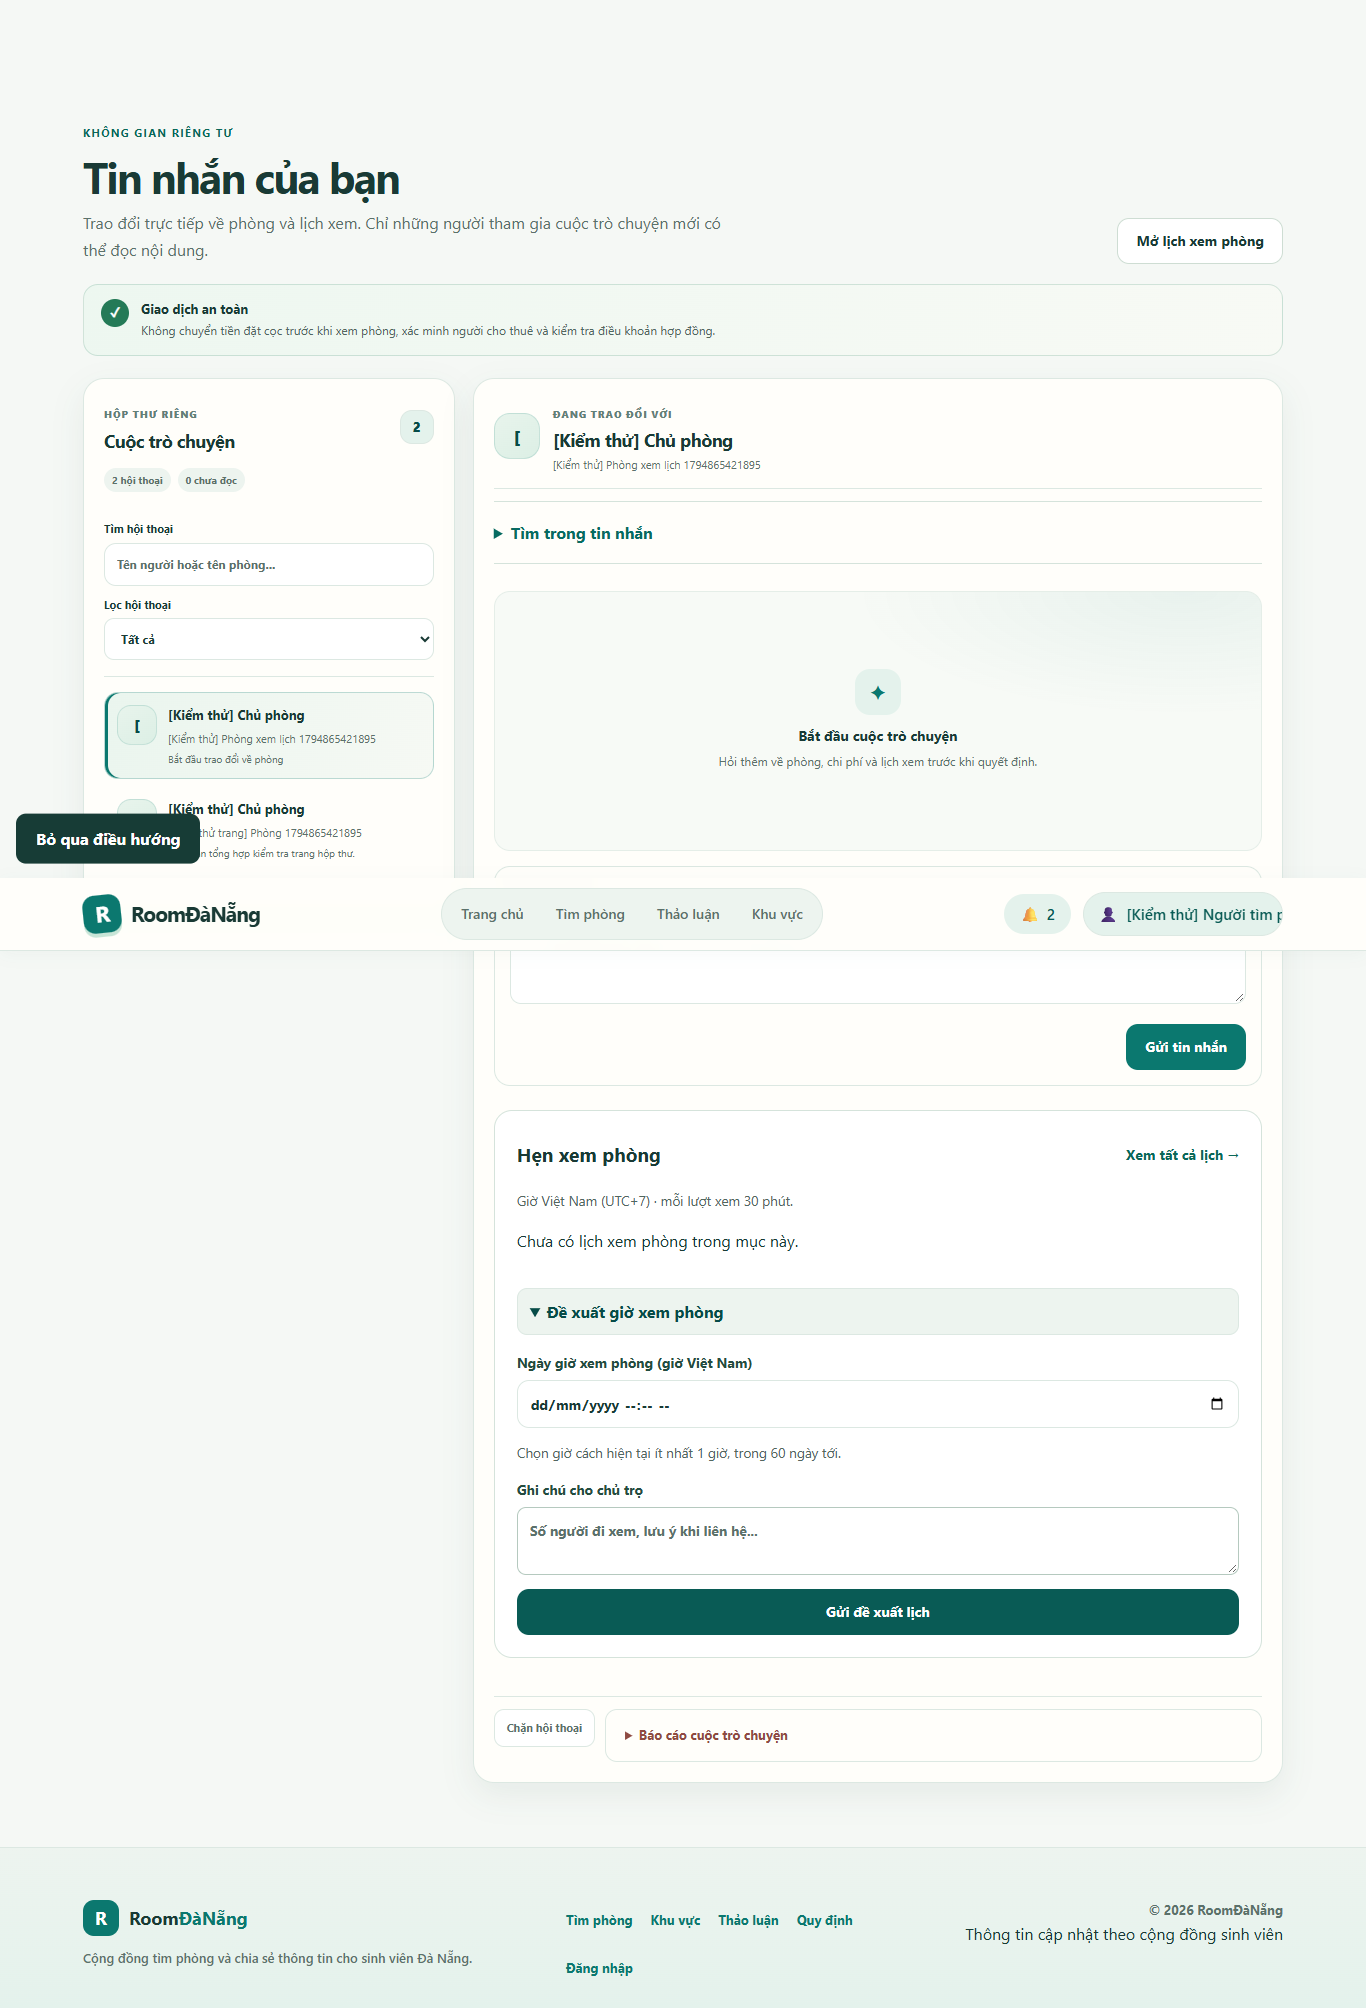 KHÔNG GIAN RIÊNG TƯ
Tin nhắn của bạn
Trao đổi trực tiếp về phòng và lịch xem. Chỉ những người tham gia cuộc trò chuyện mới có
thể đọc nội dung.
Mở lịch xem phòng
Giao dịch an toàn
Không chuyển tiền đặt cọc trước khi xem phòng, xác minh người cho thuê và kiểm tra điều khoản hợp đồng.
HỘP THƯ RIÊNG
Cuộc trò chuyện
2
2 hội thoại
0 chưa đọc
Tìm hội thoại
Tên người hoặc tên phòng...
Lọc hội thoại
Tất cả
[
[Kiểm thử] Chủ phòng
[Kiểm thử] Phòng xem lịch 1794865421895
Bắt đầu trao đổi về phòng
[Kiểm thử] Chủ phòng
thử trang] Phòng 1794865421895
tổng hợp kiểm tra trang hộp thư.
ĐANG TRAO ĐỔI VỚI
[
[Kiểm thử] Chủ phòng
[Kiểm thử] Phòng xem lịch 1794865421895
Tìm trong tin nhắn
Bắt đầu cuộc trò chuyện
Hỏi thêm về phòng, chi phí và lịch xem trước khi quyết định.
Bỏ qua điều hướng
R RoomĐàNẵng
Trang chủ
Tìm phòng
Thảo luận
Khu vực
2
[Kiểm thử] Người tìm
Gửi tin nhắn
Hẹn xem phòng
Xem tất cả lịch →
Giờ Việt Nam (UTC+7) · mỗi lượt xem 30 phút.
Chưa có lịch xem phòng trong mục này.
Đề xuất giờ xem phòng
Ngày giờ xem phòng (giờ Việt Nam)
dd/mm/yyyy --:-- --
Chọn giờ cách hiện tại ít nhất 1 giờ, trong 60 ngày tới.
Ghi chú cho chủ trọ
Số người đi xem, lưu ý khi liên hệ...
Gửi đề xuất lịch
Chặn hội thoại
Báo cáo cuộc trò chuyện
R RoomĐàNẵng
Cộng đồng tìm phòng và chia sẻ thông tin cho sinh viên Đà Nẵng.
Tìm phòng
Khu vực
Thảo luận
Quy định
Đăng nhập
© 2026 RoomĐàNẵng
Thông tin cập nhật theo cộng đồng sinh viên